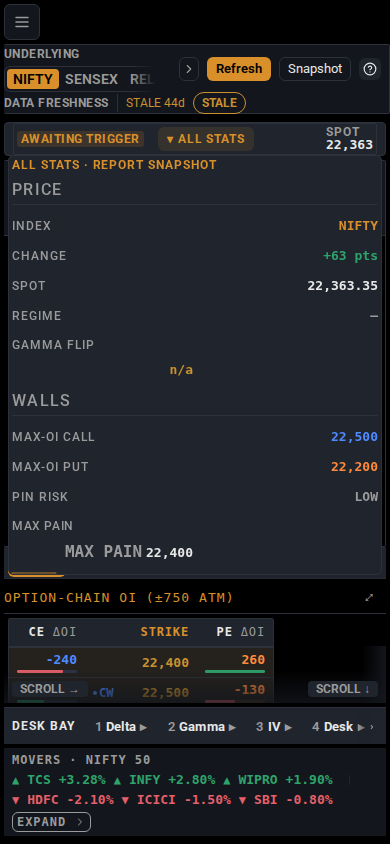 UNDERLYING
NIFTY SENSEX REL
Refresh Snapshot
DATA FRESHNESS STALE 44d STALE
AWAITING TRIGGER ▾ ALL STATS SPOT
22,363
ALL STATS · REPORT SNAPSHOT
PRICE
INDEX NIFTY
CHANGE +63 pts
SPOT 22,363.35
REGIME —
GAMMA FLIP
n/a
WALLS
MAX-OI CALL 22,500
MAX-OI PUT 22,200
PIN RISK LOW
MAX PAIN
MAX PAIN 22,400
OPTION-CHAIN OI (±750 ATM) ⤢
CE ΔOI STRIKE PE ΔOI
-240 22,400 260
SCROLL → •CW 22,500 -130 SCROLL ↓
DESK BAY 1 Delta ▸ 2 Gamma ▸ 3 IV ▸ 4 Desk ▸ ›
MOVERS · NIFTY 50
▲ TCS +3.28% ▲ INFY +2.80% ▲ WIPRO +1.90%
▼ HDFC -2.10% ▼ ICICI -1.50% ▼ SBI -0.80%
EXPAND ›